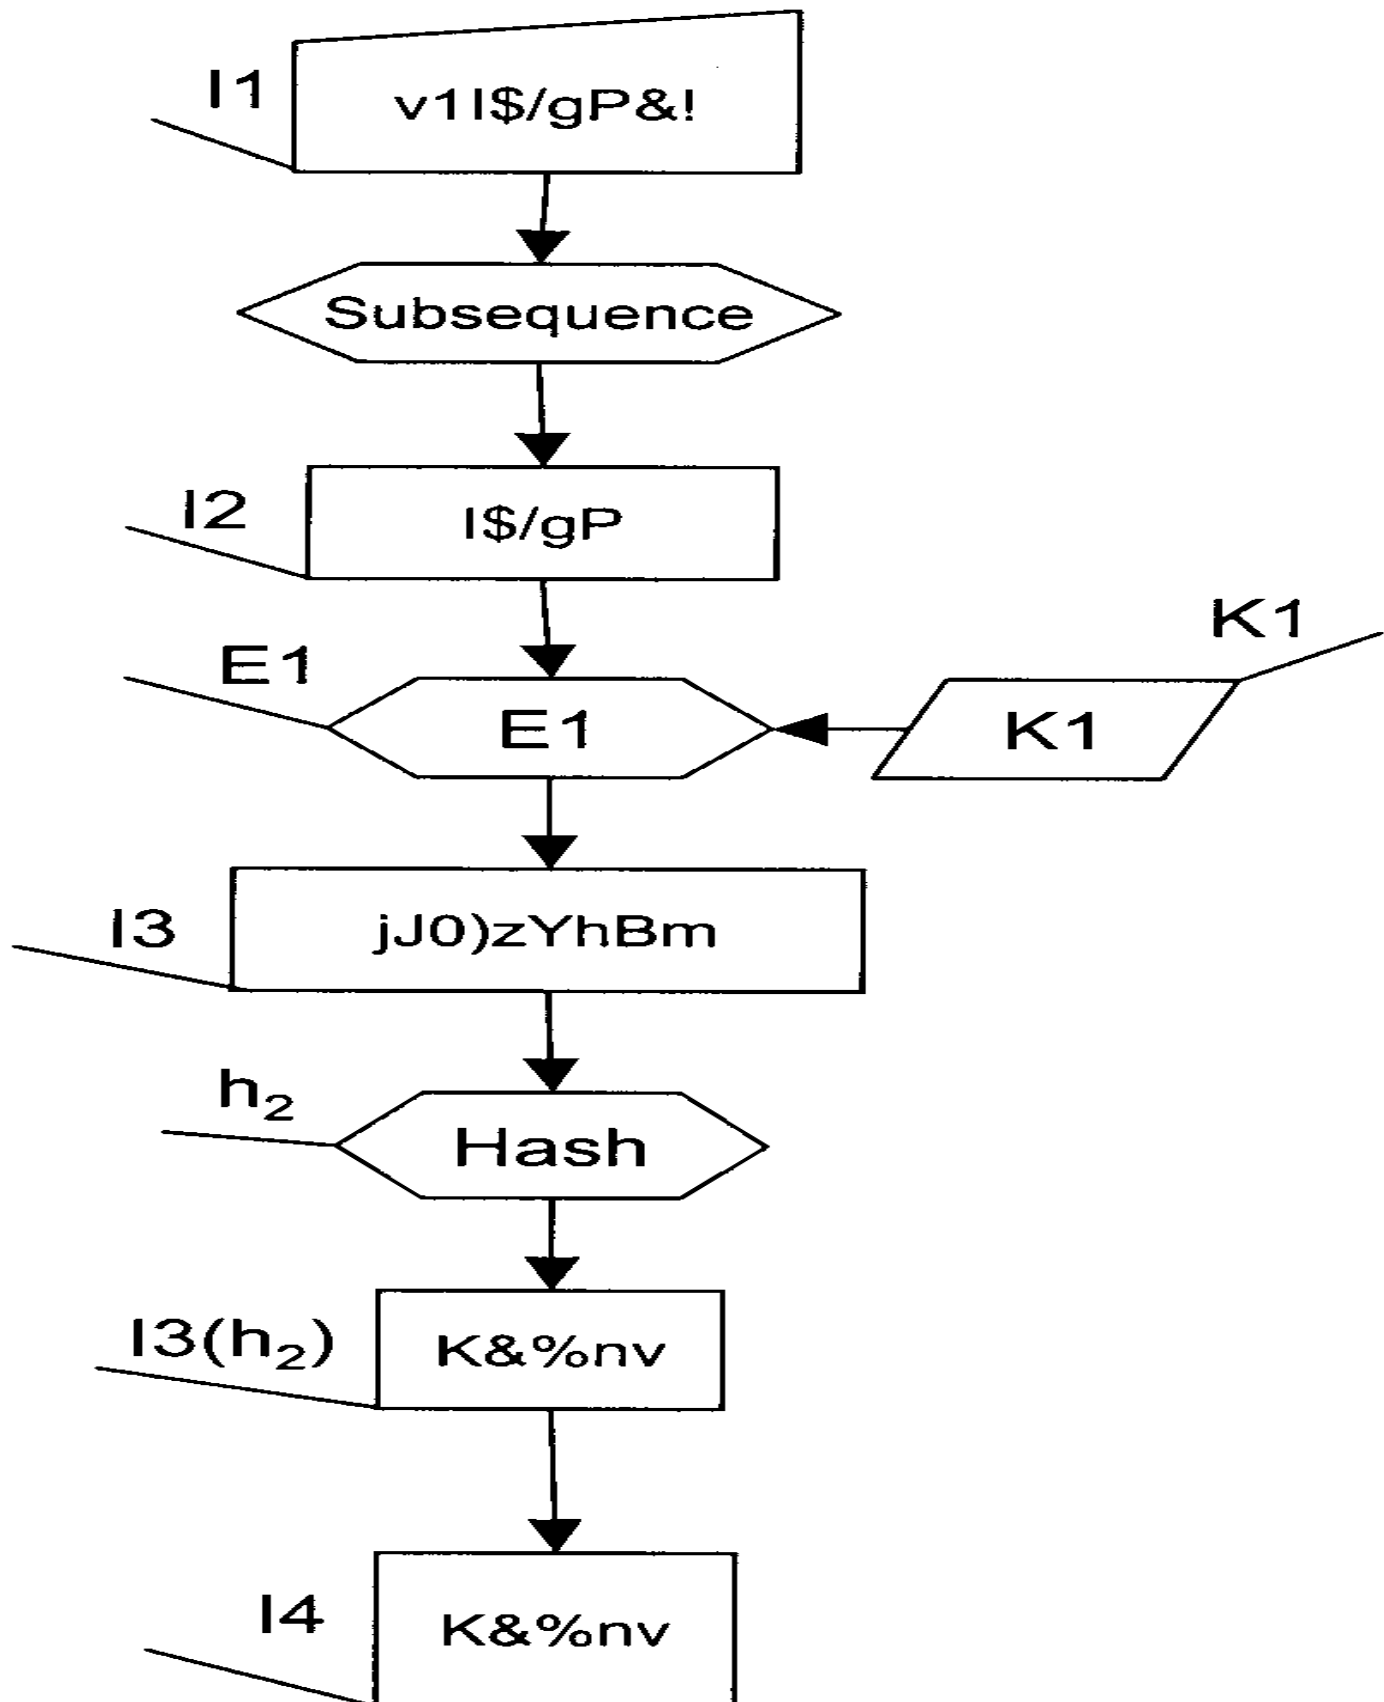 I1
v1I$/gP&!
Subsequence
I2
I$/gP
K1
E1
E1
K1
I3
jJ0)zYhBm
h₂
Hash
I3(h₂)
K&%nv
I4
K&%nv